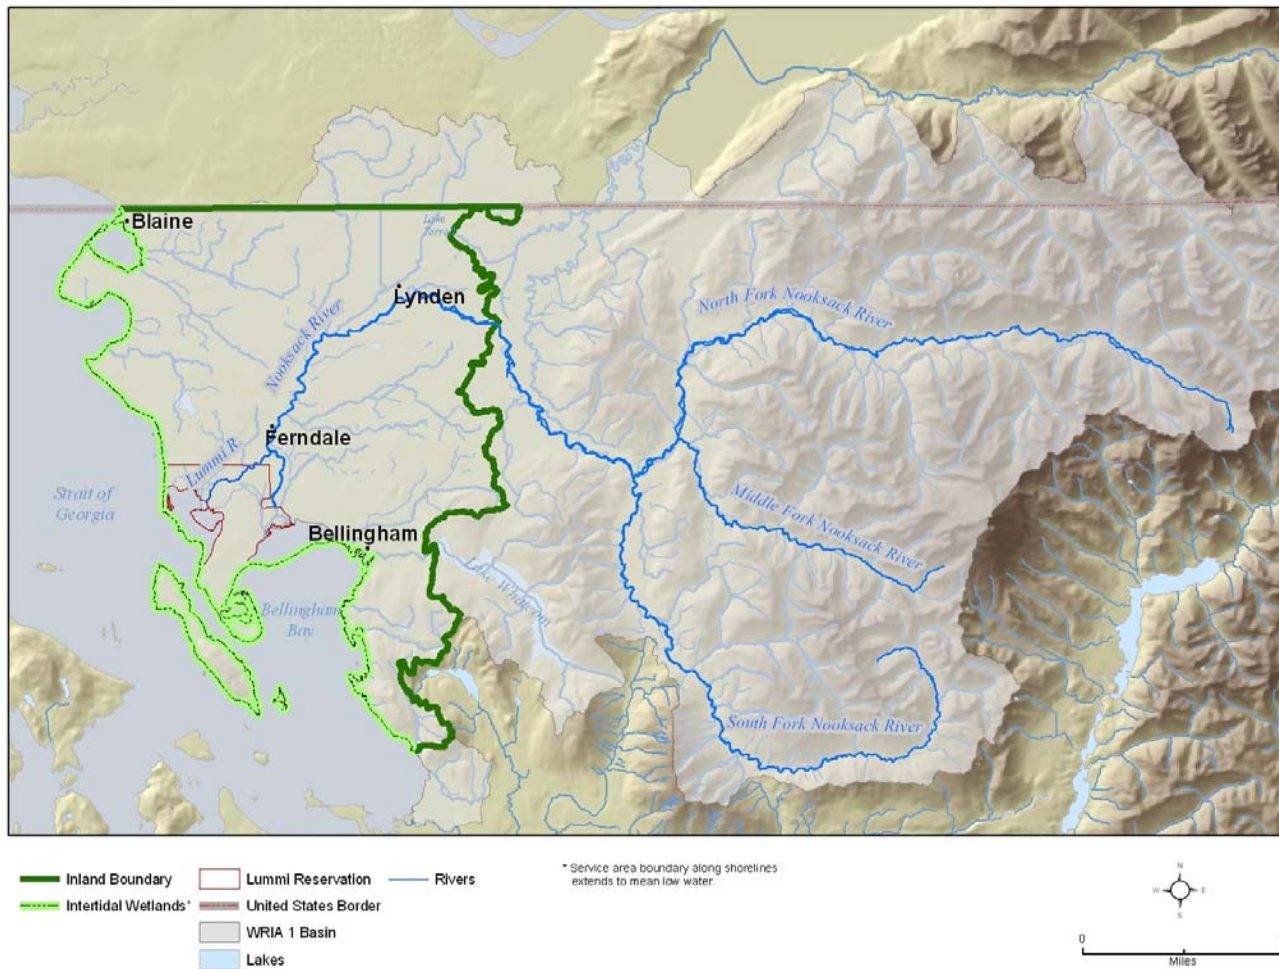 Blaine
Lake
Lynden
Nooksack River
North Fork Nooksack River
Ferndale
Lummi R.
Strait of
Georgia
Middle Fork Nooksack River
Bellingham
Lake Whatcom
Bellingham
Bay
South Fork Nooksack River
Inland Boundary
Intertidal Wetlands*
Lummi Reservation
United States Border
WRIA 1 Basin
Lakes
Rivers
* Service area boundary along shorelines
extends to mean low water.
N
W E
S
0
Miles